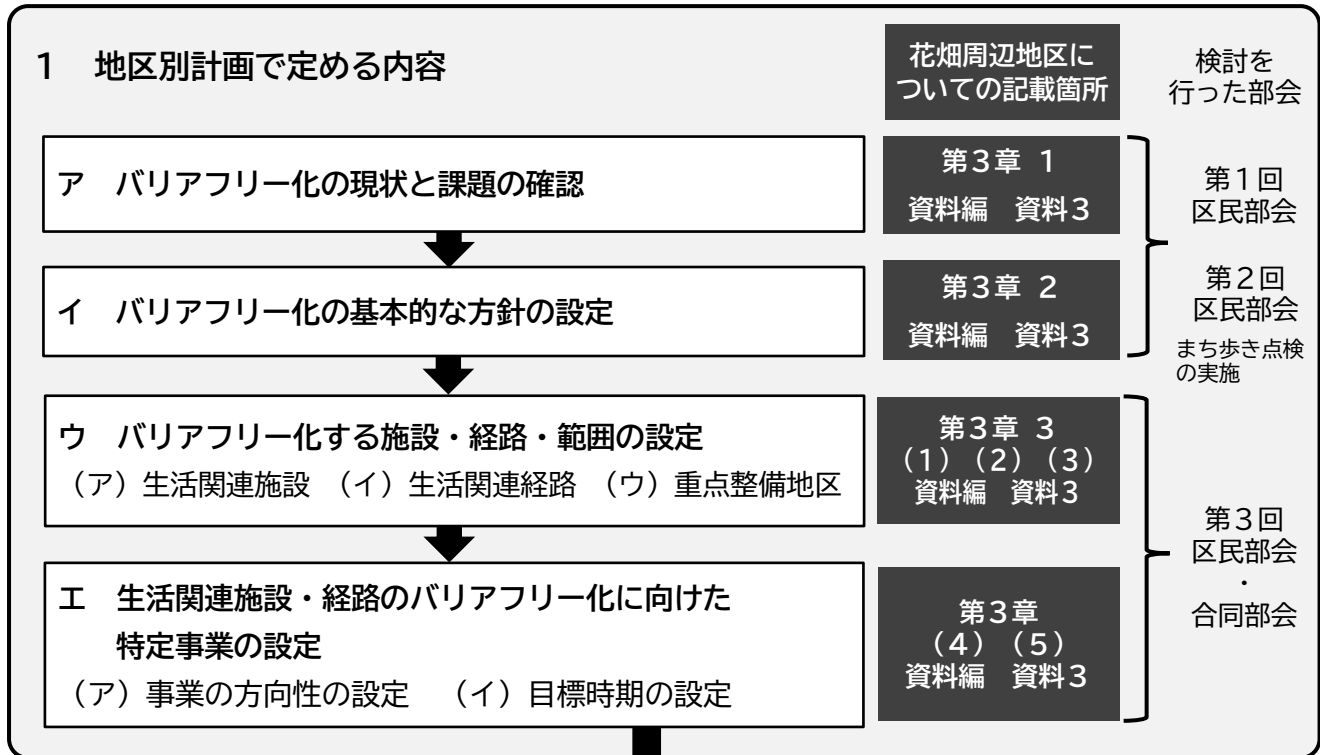 1　地区別計画で定める内容
花畑周辺地区に
ついての記載箇所
検討を
行った部会
ア　バリアフリー化の現状と課題の確認
第３章 １
資料編　資料３
第１回
区民部会
イ　バリアフリー化の基本的な方針の設定
第３章 ２
資料編　資料３
第２回
区民部会
まち歩き点検
の実施
ウ　バリアフリー化する施設・経路・範囲の設定
（ア）生活関連施設　（イ）生活関連経路　（ウ）重点整備地区
第３章 ３
（１）（２）（３）
資料編　資料３
第３回
区民部会
・
合同部会
エ　生活関連施設・経路のバリアフリー化に向けた
特定事業の設定
（ア）事業の方向性の設定　（イ）目標時期の設定
第３章
（４）（５）
資料編　資料３